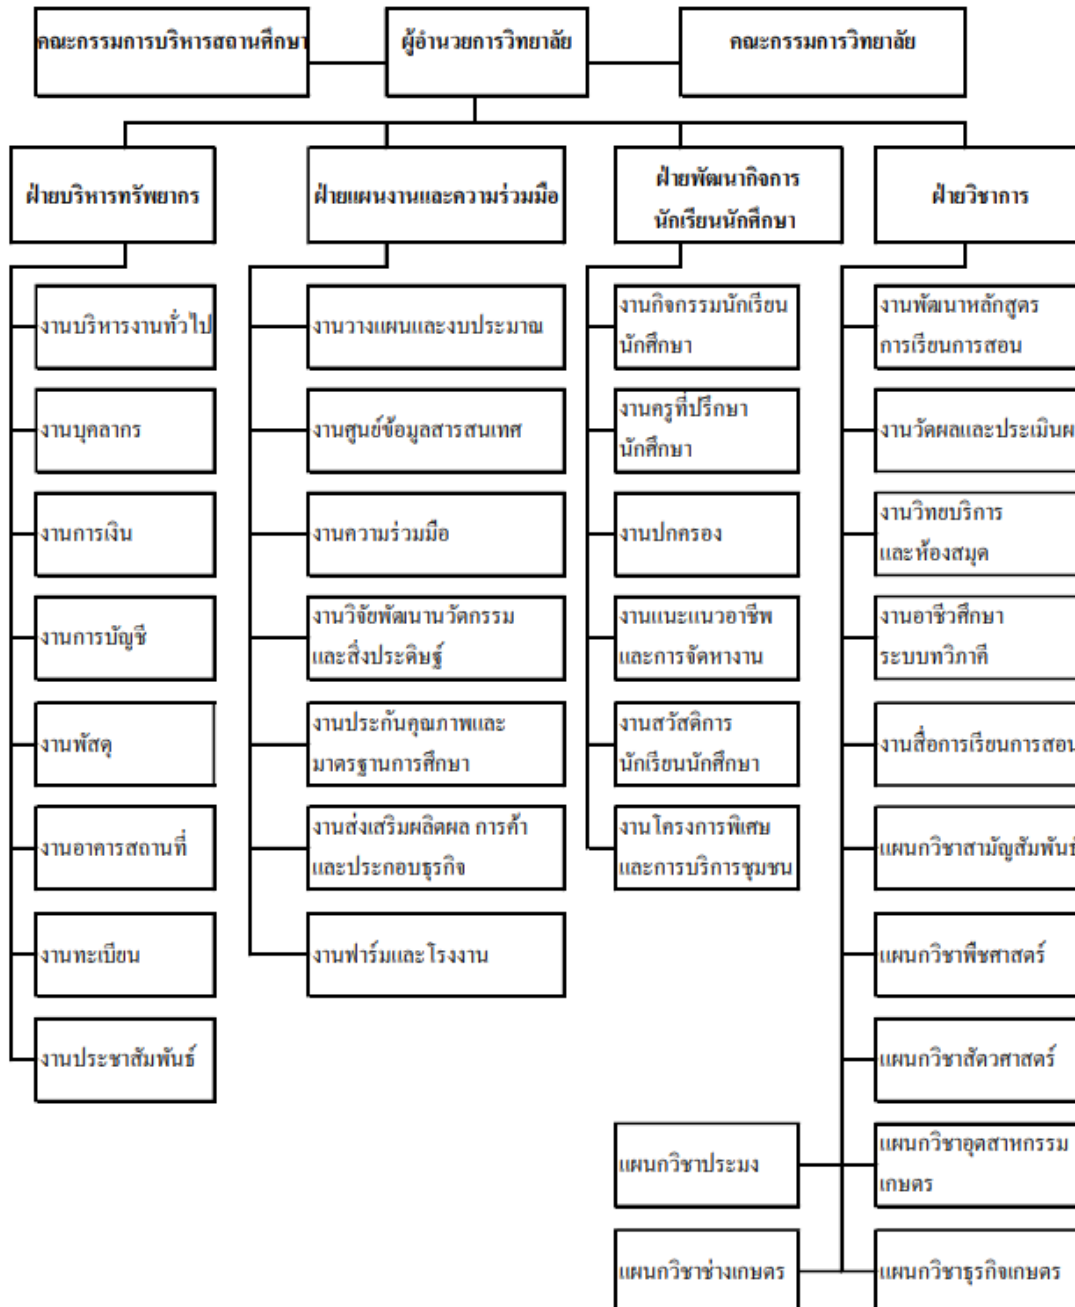 คณะกรรมการบริหารสถานศึกษา
ผู้อำนวยการวิทยาลัย
คณะกรรมการวิทยาลัย
ฝ่ายบริหารทรัพยากร
ฝ่ายแผนงานและความร่วมมือ
ฝ่ายพัฒนากิจการ
นักเรียนนักศึกษา
ฝ่ายวิชาการ
งานบริหารงานทั่วไป
งานบุคลากร
งานการเงิน
งานการบัญชี
งานพัสดุ
งานอาคารสถานที่
งานทะเบียน
งานประชาสัมพันธ์
งานวางแผนและงบประมาณ
งานศูนย์ข้อมูลสารสนเทศ
งานความร่วมมือ
งานวิจัยพัฒนานวัตกรรม
และสิ่งประดิษฐ์
งานประกันคุณภาพและ
มาตรฐานการศึกษา
งานส่งเสริมผลิตผล การค้า
และประกอบธุรกิจ
งานฟาร์มและโรงงาน
งานกิจกรรมนักเรียน
นักศึกษา
งานครูที่ปรึกษา
นักศึกษา
งานปกครอง
งานแนะแนวอาชีพ
และการจัดหางาน
งานสวัสดิการ
นักเรียนนักศึกษา
งานโครงการพิเศษ
และการบริการชุมชน
งานพัฒนาหลักสูตร
การเรียนการสอน
งานวัดผลและประเมินผ
งานวิทยบริการ
และห้องสมุด
งานอาชีวศึกษา
ระบบทวิภาคี
งานสื่อการเรียนการสอน
แผนกวิชาสามัญสัมพันธ์
แผนกวิชาพืชศาสตร์
แผนกวิชาสัตวศาสตร์
แผนกวิชาประมง
แผนกวิชาอุตสาหกรรม
เกษตร
แผนกวิชาช่างเกษตร
แผนกวิชาธุรกิจเกษตร